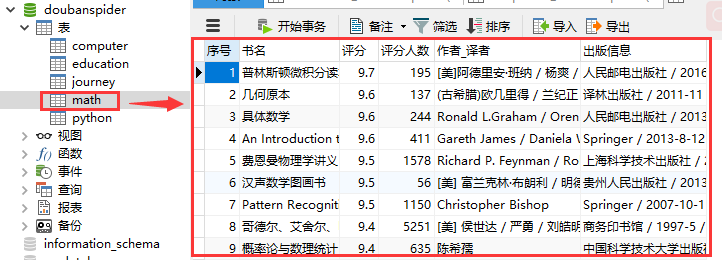 doubanspider
表
computer
education
journey
math
python
视图
函数
事件
查询
报表
备份
information_schema
开始事务 备注 筛选 排序 导入 导出
序号 书名 评分 评分人数 作者_译者 出版信息
1 普林斯顿微积分读 9.7 195 [美]阿德里安·班纳 / 杨爽 / 人民邮电出版社 / 2016
2 几何原本 9.6 137 (古希腊)欧几里得 / 兰纪正 译林出版社 / 2011-11
3 具体数学 9.6 244 Ronald L.Graham / Oren 人民邮电出版社 / 2013
4 An Introduction t 9.6 411 Gareth James / Daniela W Springer / 2013-8-12
5 费恩曼物理学讲义 9.5 1578 Richard P. Feynman / Ro 上海科学技术出版社 /
6 汉声数学图画书 9.5 56 [美] 富兰克林·布朗利 / 明 贵州人民出版社 / 2013
7 Pattern Recognit 9.5 1150 Christopher Bishop Springer / 2007-10-1
8 哥德尔、艾舍尔、 9.4 5251 [美] 侯世达 / 严勇 / 刘皓 商务印书馆 / 1997-5 /
9 概率论与数理统计 9.4 635 陈希孺 中国科学技术大学出版